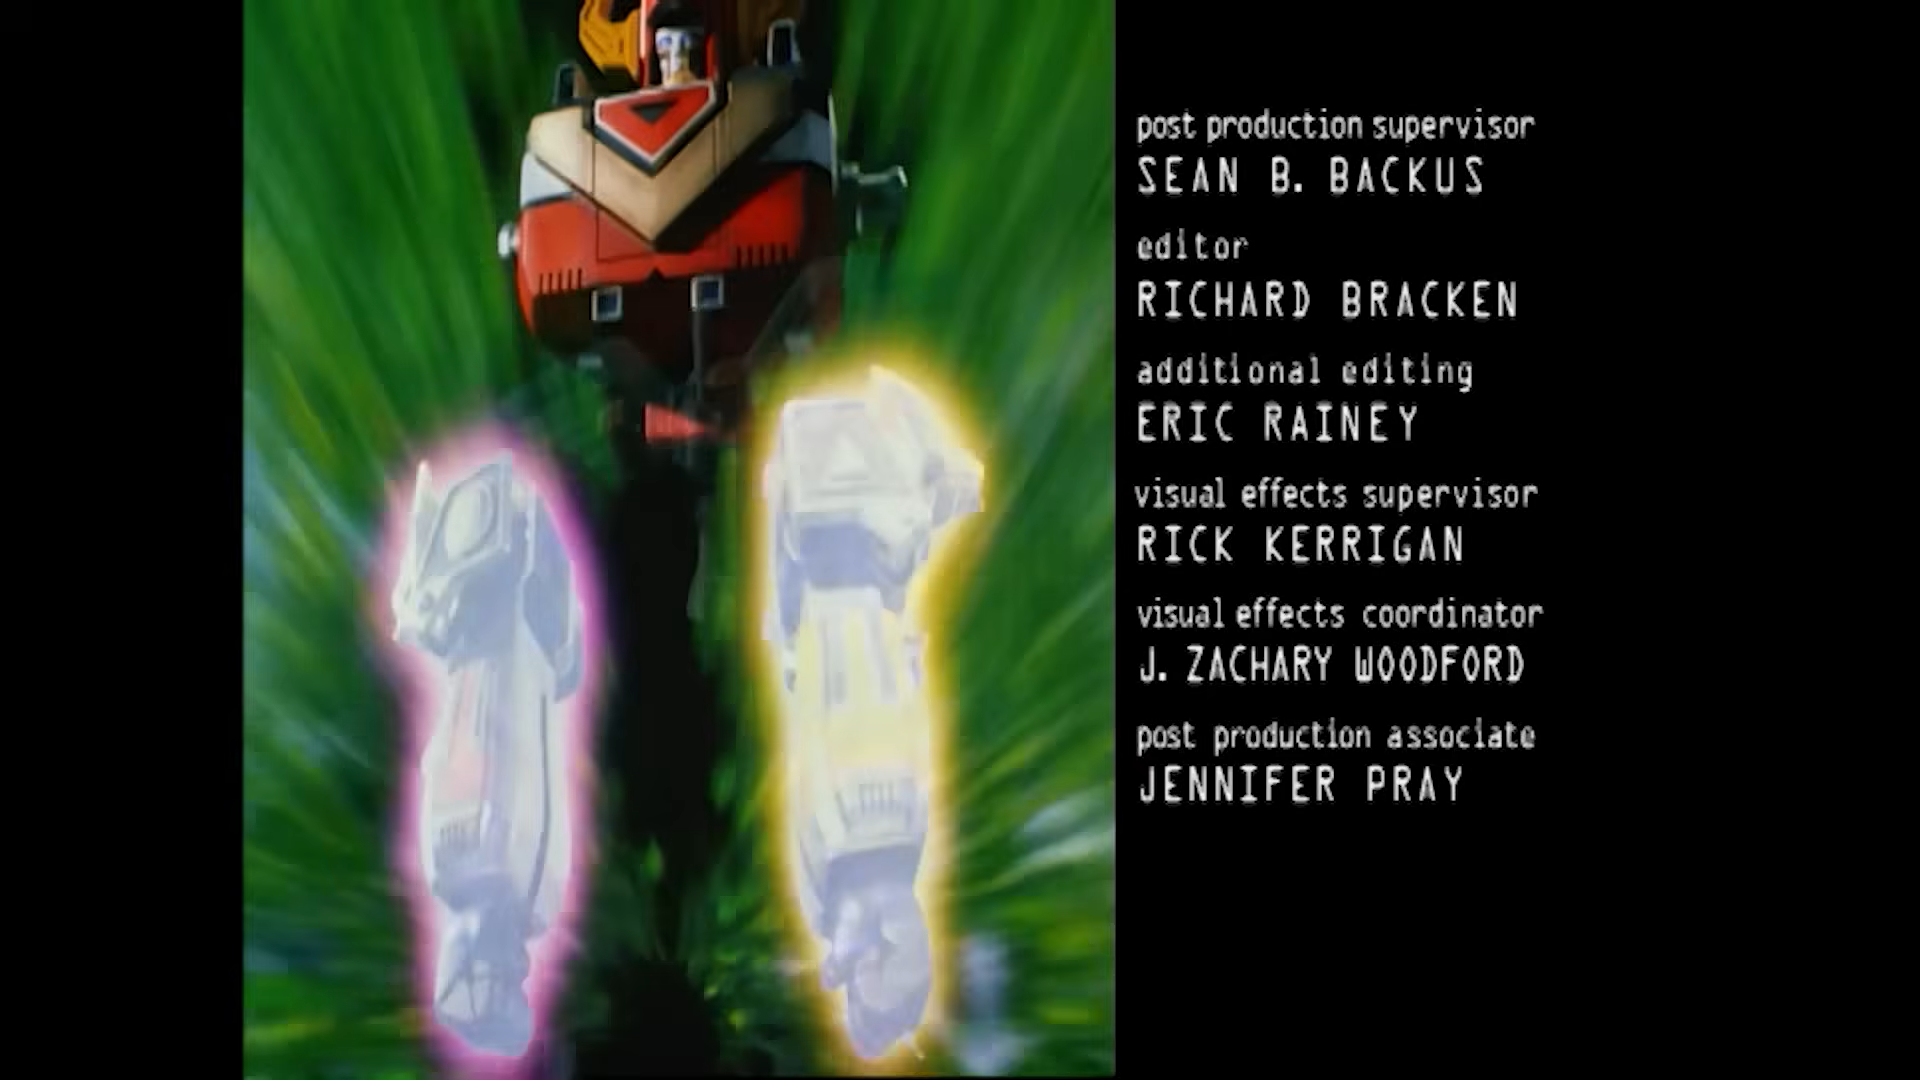 post production supervisor
SEAN B. BACKUS
editor
RICHARD BRACKEN
additional editing
ERIC RAINEY
visual effects supervisor
RICK KERRIGAN
visual effects coordinator
J. ZACHARY WOODFORD
post production associate
JENNIFER PRAY